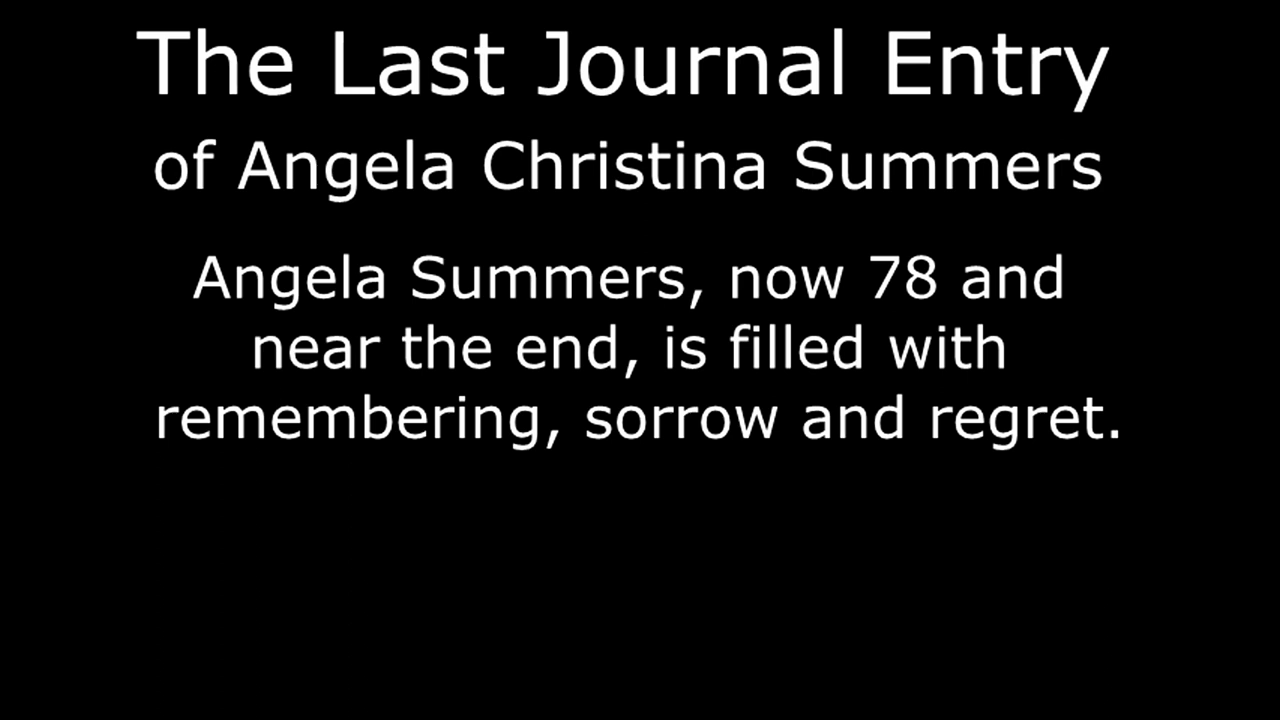 The Last Journal Entry
of Angela Christina Summers
Angela Summers, now 78 and
near the end, is filled with
remembering, sorrow and regret.